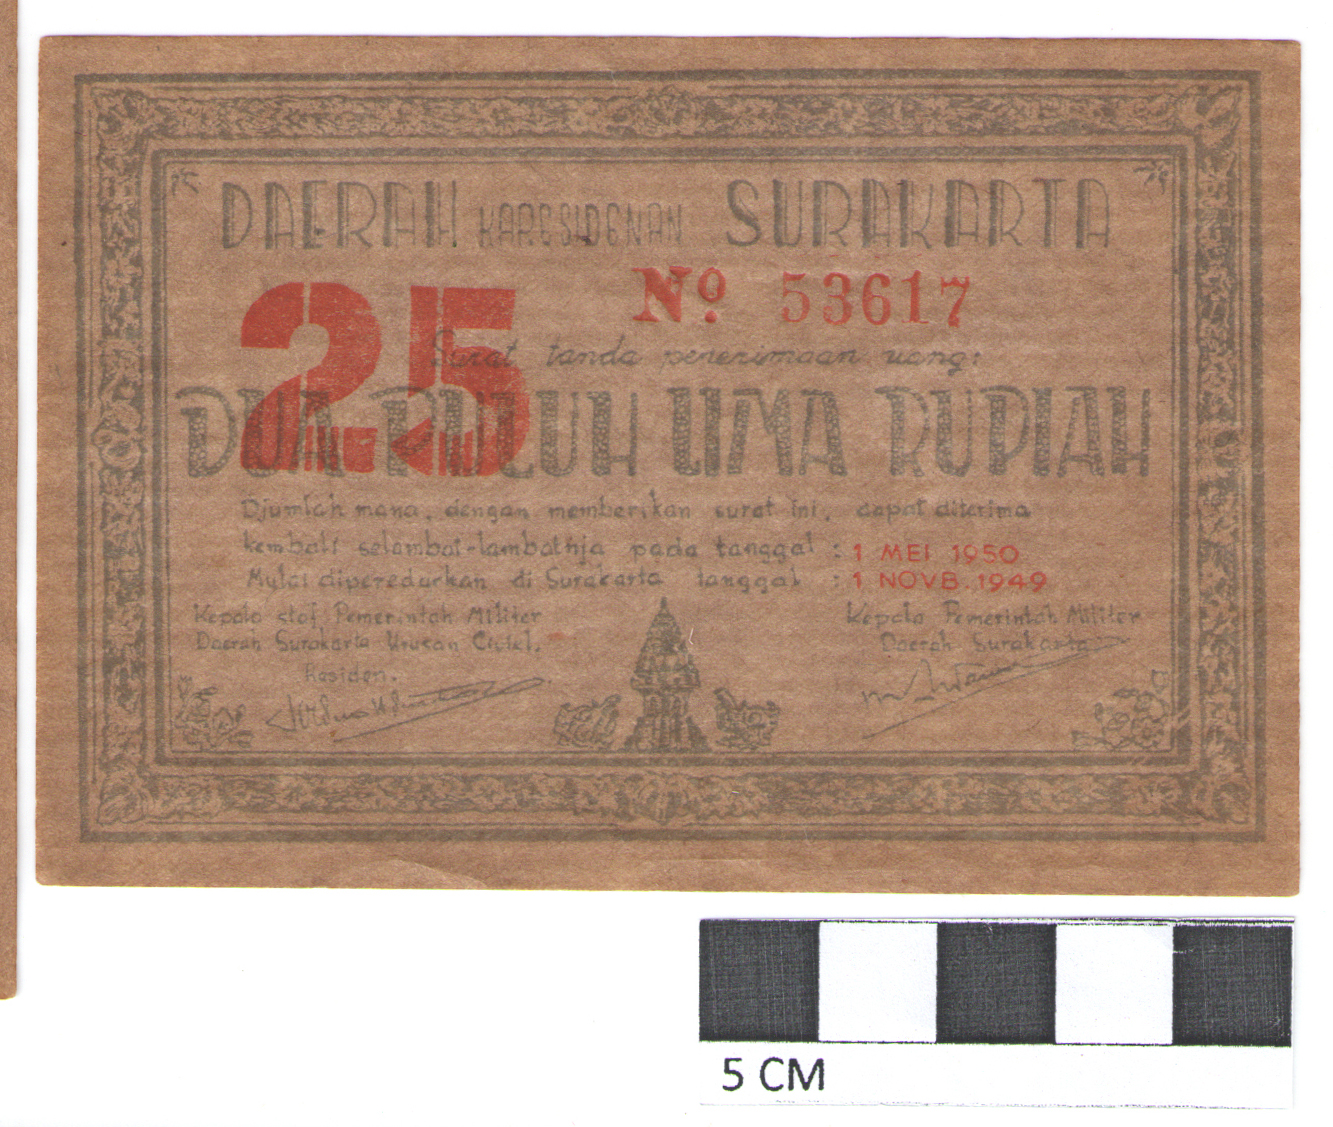 DAERAH KARESIDENAN SURAKARTA
25
No. 53617
Surat tanda penerimaan uang:
DUA PULUH LIMA RUPIAH
Djumlah mana, dengan memberikan surat ini, dapat diterima
kembali selambat-lambatnja pada tanggal : 1 MEI 1950
Mulai diperedarkan di Surakarta tanggal : 1 NOVB. 1949
Kepala staf Pemerintah Militer
Daerah Surakarta Urusan Civiel,
Residen.
Kepala Pemerintah Militer
Daerah Surakarta
5 CM